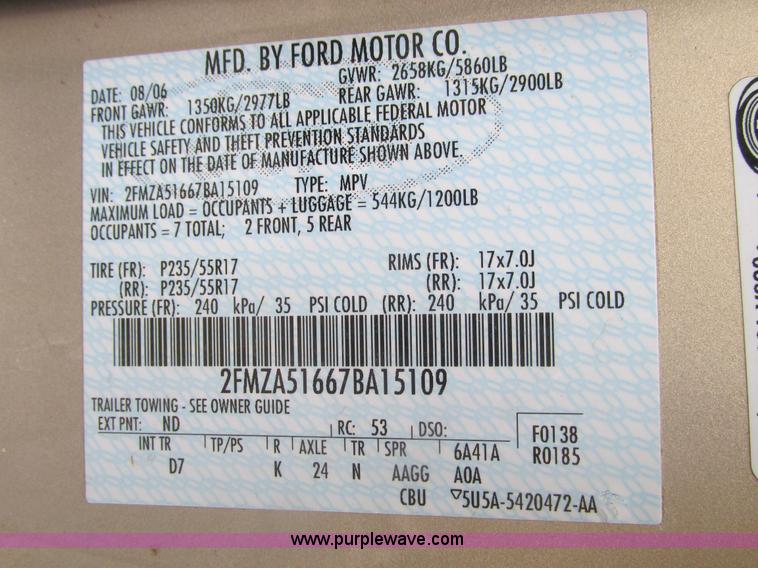 MFD. BY FORD MOTOR CO.
DATE: 08/06 GVWR: 2658KG/5860LB
FRONT GAWR: 1350KG/2977LB REAR GAWR: 1315KG/2900LB
THIS VEHICLE CONFORMS TO ALL APPLICABLE FEDERAL MOTOR
VEHICLE SAFETY AND THEFT PREVENTION STANDARDS
IN EFFECT ON THE DATE OF MANUFACTURE SHOWN ABOVE.
VIN: 2FMZA51667BA15109 TYPE: MPV
MAXIMUM LOAD = OCCUPANTS + LUGGAGE = 544KG/1200LB
OCCUPANTS = 7 TOTAL; 2 FRONT, 5 REAR
TIRE (FR): P235/55R17 RIMS (FR): 17x7.0J
(RR): P235/55R17 (RR): 17x7.0J
PRESSURE (FR): 240 kPa/ 35 PSI COLD (RR): 240 kPa/ 35 PSI COLD
2FMZA51667BA15109
TRAILER TOWING - SEE OWNER GUIDE
EXT PNT: ND RC: 53 DSO: F0138
INT TR TP/PS R AXLE TR SPR 6A41A R0185
D7 K 24 N AAGG A0A
CBU ▽5U5A-5420472-AA
www.purplewave.com